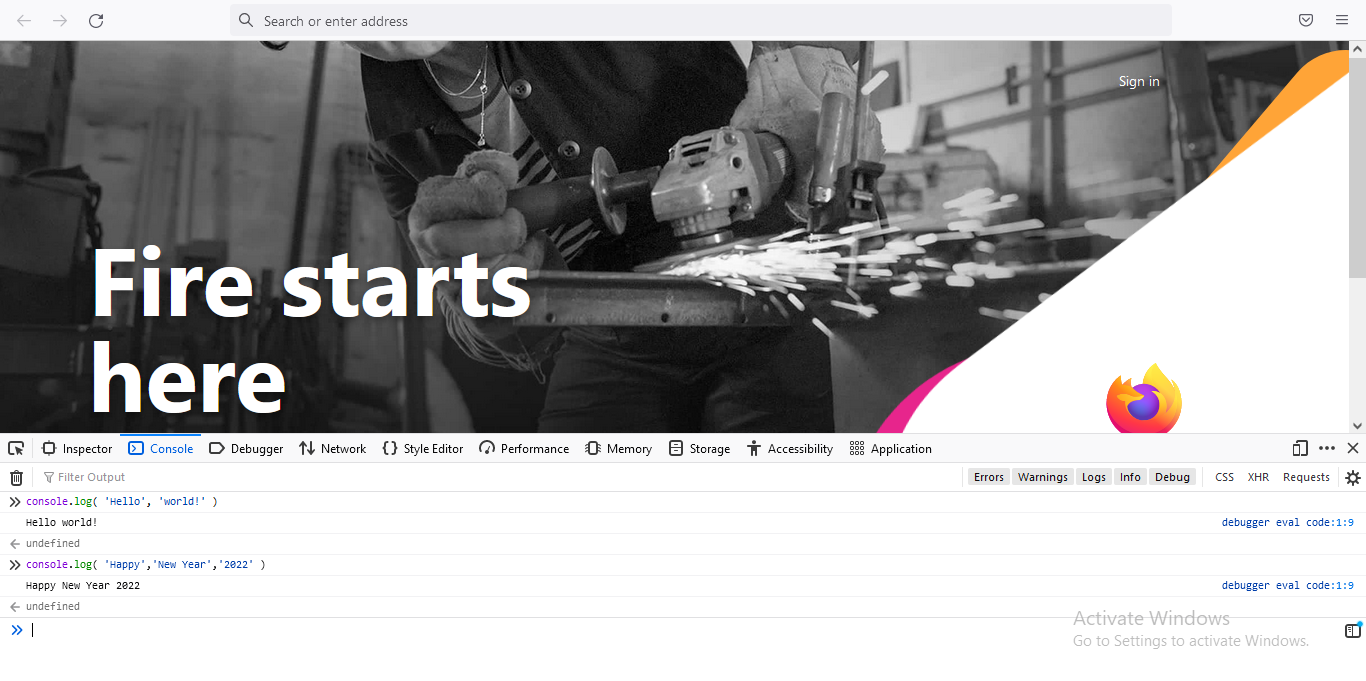 Search or enter address
Sign in
Fire starts
here
Inspector Console Debugger Network Style Editor Performance Memory Storage Accessibility Application
Filter Output Errors Warnings Logs Info Debug CSS XHR Requests
console.log( 'Hello', 'world!' )
Hello world! debugger eval code:1:9
undefined
console.log( 'Happy','New Year','2022' )
Happy New Year 2022 debugger eval code:1:9
undefined
Activate Windows
Go to Settings to activate Windows.